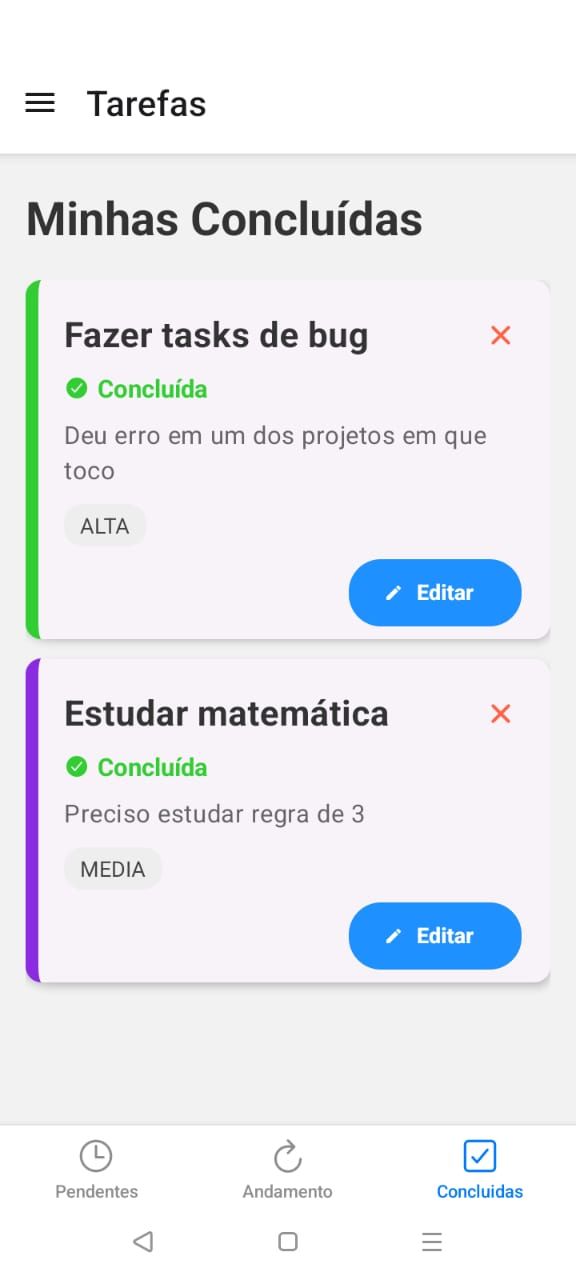 Tarefas
Minhas Concluídas
Fazer tasks de bug
Concluída
Deu erro em um dos projetos em que
toco
ALTA
Editar
Estudar matemática
Concluída
Preciso estudar regra de 3
MEDIA
Editar
Pendentes
Andamento
Concluidas